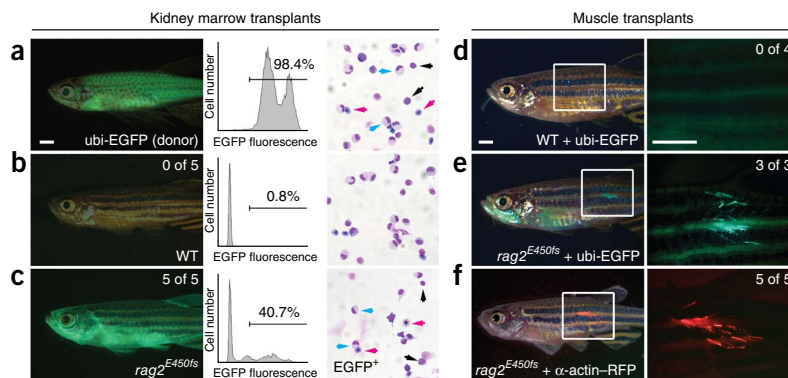 Kidney marrow transplants
Muscle transplants
a
ubi-EGFP (donor)
Cell number
98.4%
EGFP fluorescence
b
0 of 5
WT
Cell number
0.8%
EGFP fluorescence
c
5 of 5
rag2E450fs
Cell number
40.7%
EGFP fluorescence
EGFP+
d
WT + ubi-EGFP
0 of 4
e
rag2E450fs + ubi-EGFP
3 of 3
f
rag2E450fs + α-actin–RFP
5 of 5